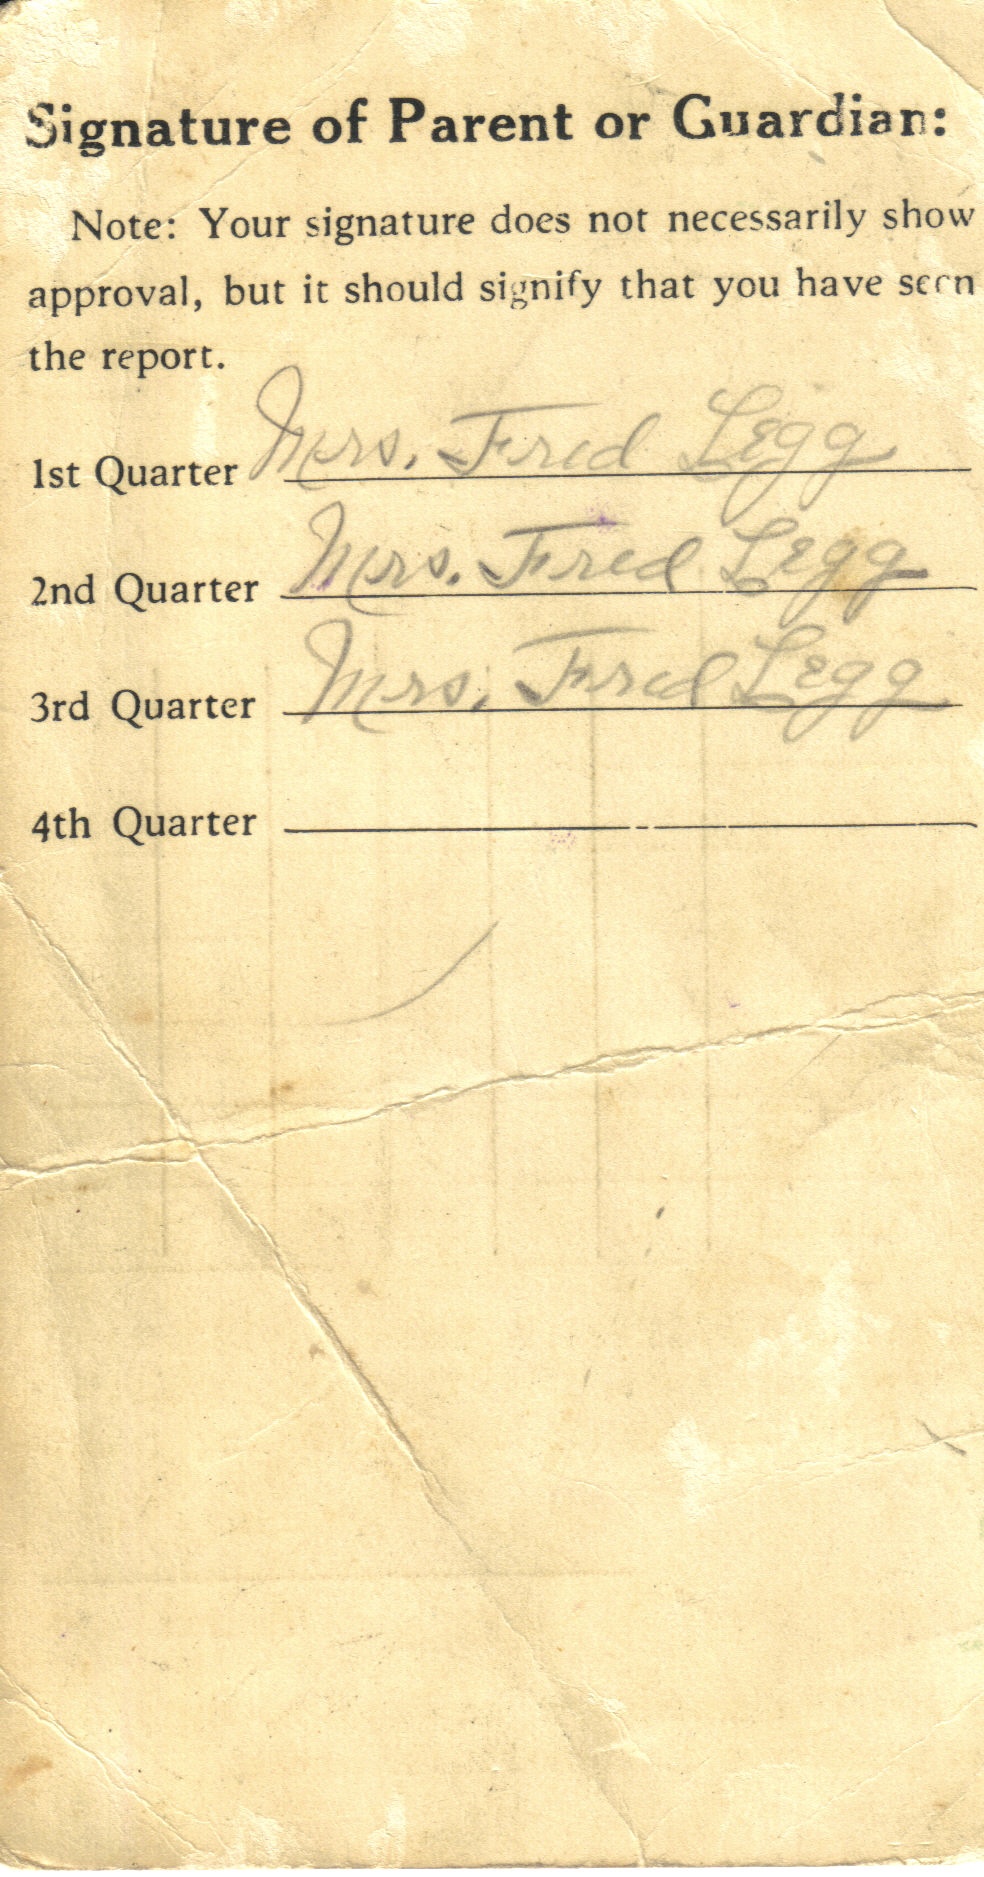 Signature of Parent or Guardian:
Note: Your signature does not necessarily show
approval, but it should signify that you have seen
the report.
1st Quarter Mrs. Fred Legg
2nd Quarter Mrs. Fred Legg
3rd Quarter Mrs. Fred Legg
4th Quarter